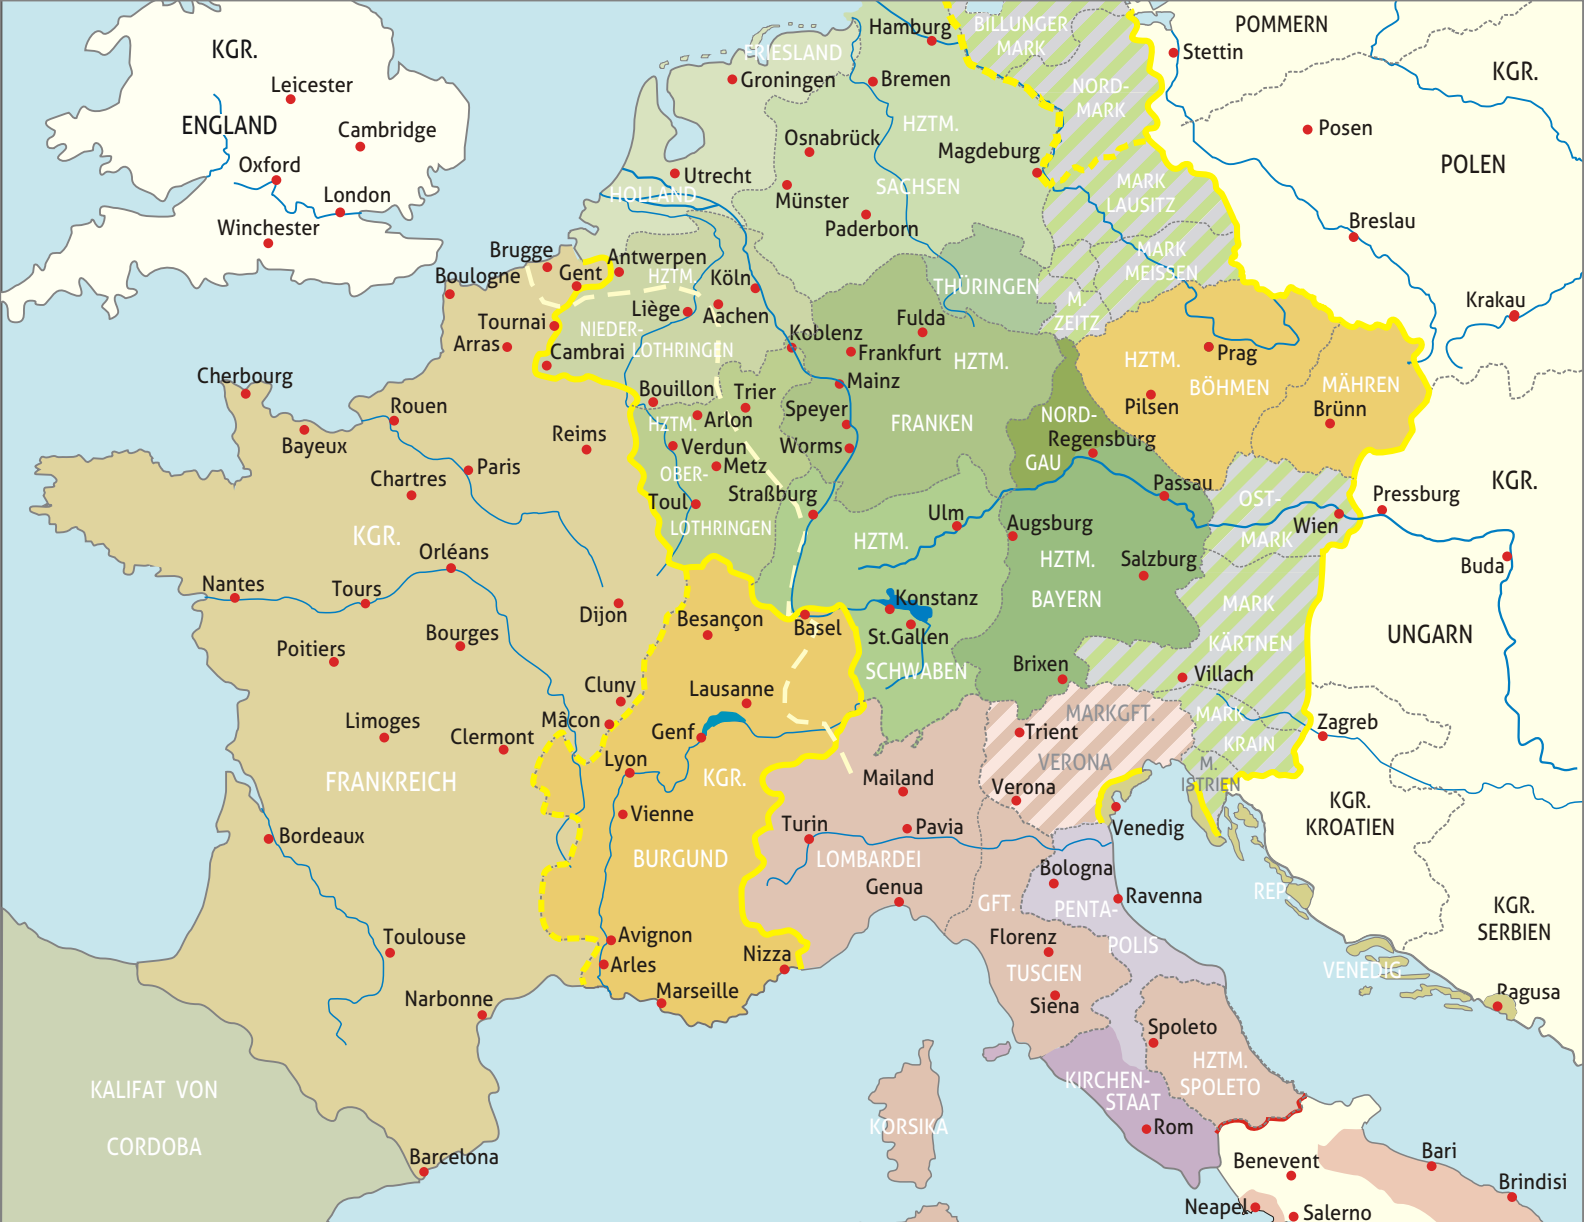 KGR.
ENGLAND
Leicester
Cambridge
Oxford
London
Winchester
FRIESLAND
Groningen
Hamburg
Bremen
BILLUNGER
MARK
NORD-
MARK
POMMERN
Stettin
KGR.
POLEN
Posen
Breslau
Krakau
HZTM.
SACHSEN
Osnabrück
Magdeburg
Münster
Paderborn
Utrecht
HOLLAND
MARK
LAUSITZ
MARK
MEISSEN
M.
ZEITZ
THÜRINGEN
Brugge
Boulogne
Gent
Antwerpen
HZTM.
Köln
Liège
Aachen
Tournai
NIEDER-
LOTHRINGEN
Arras
Cambrai
Koblenz
Fulda
Frankfurt
HZTM.
FRANKEN
Mainz
Speyer
Worms
Bouillon
Trier
HZTM.
Arlon
Verdun
OBER-
Metz
Toul
LOTHRINGEN
Straßburg
HZTM.
BÖHMEN
Prag
Pilsen
MÄHREN
Brünn
NORD-
GAU
Regensburg
Passau
OST-
MARK
Wien
Pressburg
KGR.
UNGARN
Buda
Cherbourg
Bayeux
Rouen
Reims
Chartres
Paris
KGR.
FRANKREICH
Orléans
Nantes
Tours
Dijon
Poitiers
Bourges
Cluny
Limoges
Clermont
Mâcon
Bordeaux
Toulouse
Narbonne
Barcelona
KALIFAT VON
CORDOBA
HZTM.
SCHWABEN
Ulm
Konstanz
St.Gallen
Augsburg
HZTM.
BAYERN
Salzburg
Brixen
MARK
KÄRTNEN
Villach
MARK
KRAIN
M.
ISTRIEN
Zagreb
KGR.
KROATIEN
KGR.
SERBIEN
Besançon
Basel
Lausanne
Genf
Lyon
KGR.
BURGUND
Vienne
Avignon
Arles
Marseille
Nizza
MARKGFT.
VERONA
Trient
Verona
Venedig
Mailand
Turin
Pavia
LOMBARDEI
Genua
Bologna
Ravenna
GFT.
TUSCIEN
PENTA-
POLIS
Florenz
Siena
Spoleto
HZTM.
SPOLETO
KIRCHEN-
STAAT
Rom
KORSIKA
REP.
VENEDIG
Ragusa
Benevent
Bari
Brindisi
Neapel
Salerno